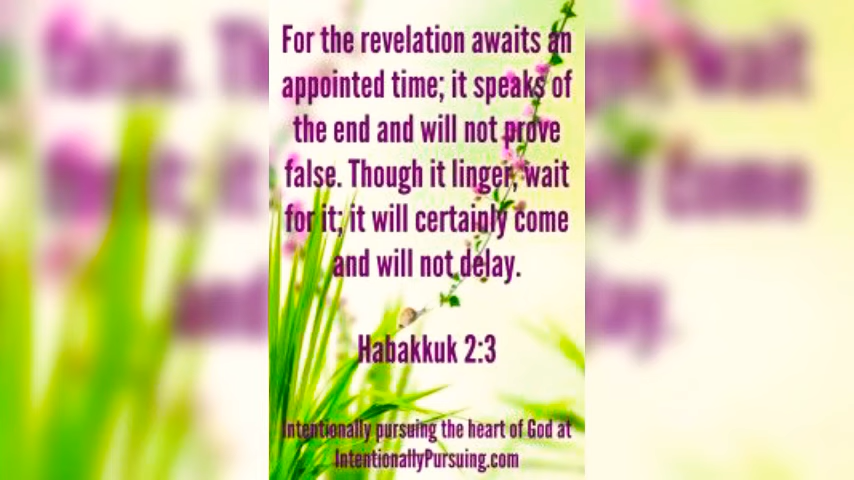 For the revelation awaits an
appointed time; it speaks of
the end and will not prove
false. Though it linger, wait
for it; it will certainly come
and will not delay.
Habakkuk 2:3
Intentionally pursuing the heart of God at
IntentionallyPursuing.com